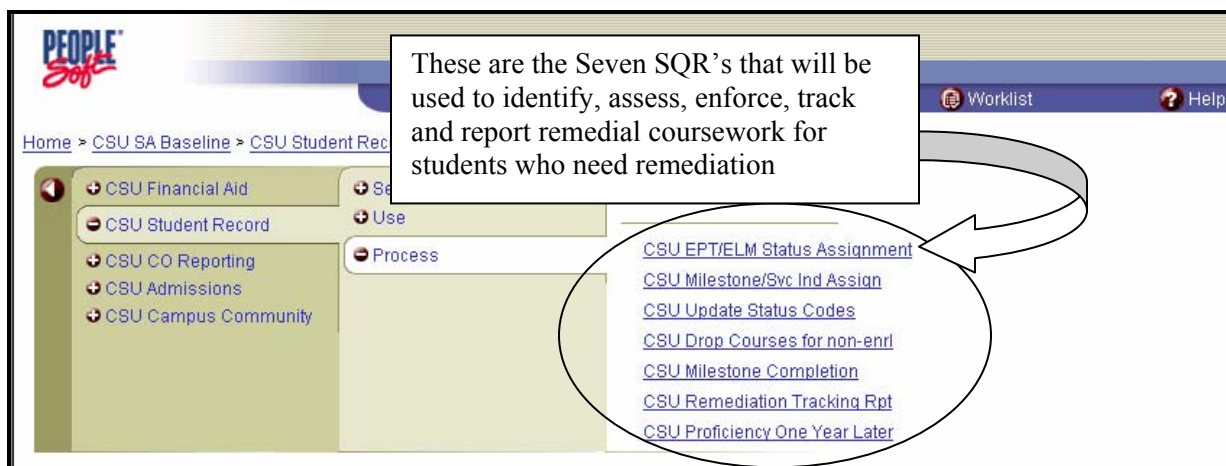 PEOPLE
Soft
These are the Seven SQR's that will be
used to identify, assess, enforce, track
and report remedial coursework for
students who need remediation
Worklist
Help
Home > CSU SA Baseline > CSU Student Rec
CSU Financial Aid
CSU Student Record
CSU CO Reporting
CSU Admissions
CSU Campus Community
Se
Use
Process
CSU EPT/ELM Status Assignment
CSU Milestone/Svc Ind Assign
CSU Update Status Codes
CSU Drop Courses for non-enrl
CSU Milestone Completion
CSU Remediation Tracking Rpt
CSU Proficiency One Year Later